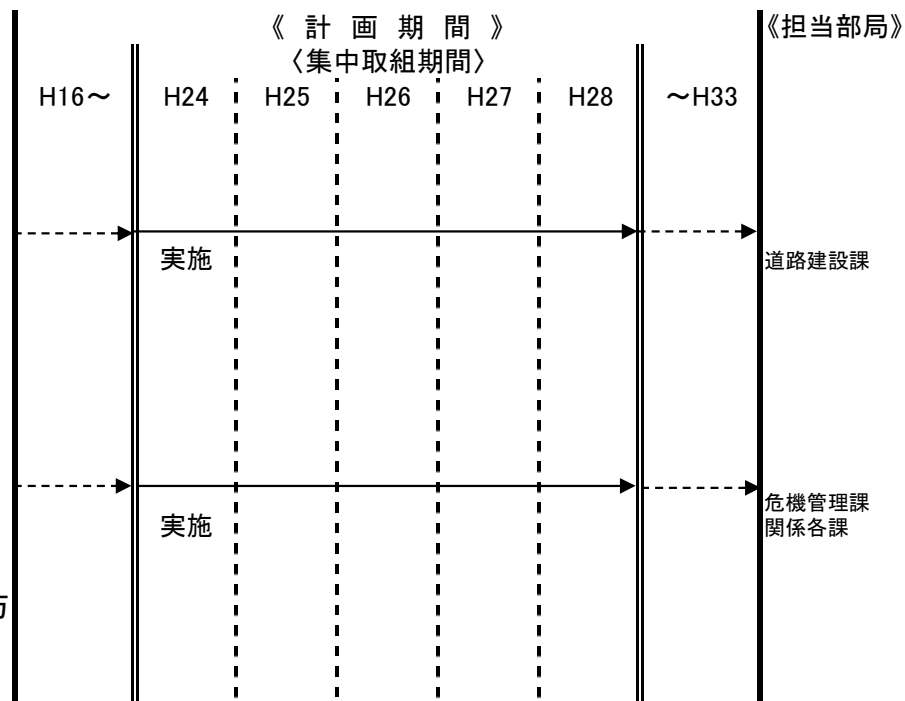 《 計 画 期 間 》
《担当部局》
〈集中取組期間〉
H16～ H24 H25 H26 H27 H28 ～H33
実施
道路建設課
実施
危機管理課
関係各課